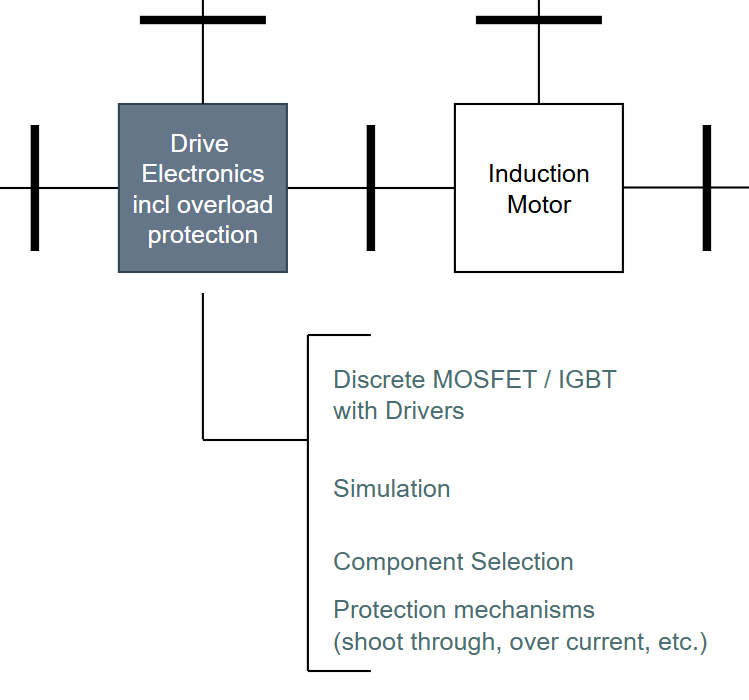 Drive
Electronics
incl overload
protection
Induction
Motor
Discrete MOSFET / IGBT
with Drivers
Simulation
Component Selection
Protection mechanisms
(shoot through, over current, etc.)